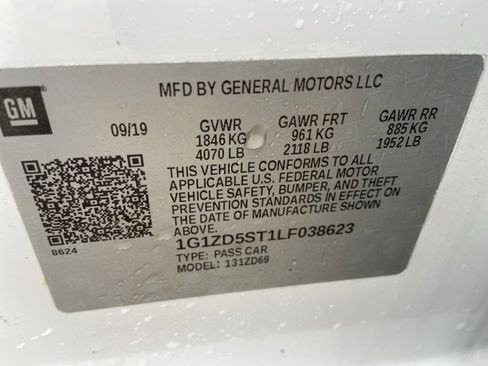 MFD BY GENERAL MOTORS LLC
GM
09/19 GVWR GAWR FRT GAWR RR
1846 KG 961 KG 885 KG
4070 LB 2118 LB 1952 LB
THIS VEHICLE CONFORMS TO ALL
APPLICABLE U.S. FEDERAL MOTOR
VEHICLE SAFETY, BUMPER, AND THEFT
PREVENTION STANDARDS IN EFFECT ON
THE DATE OF MANUFACTURE SHOWN
ABOVE.
8624
1G1ZD5ST1LF038623
TYPE: PASS CAR
MODEL: 131ZD69